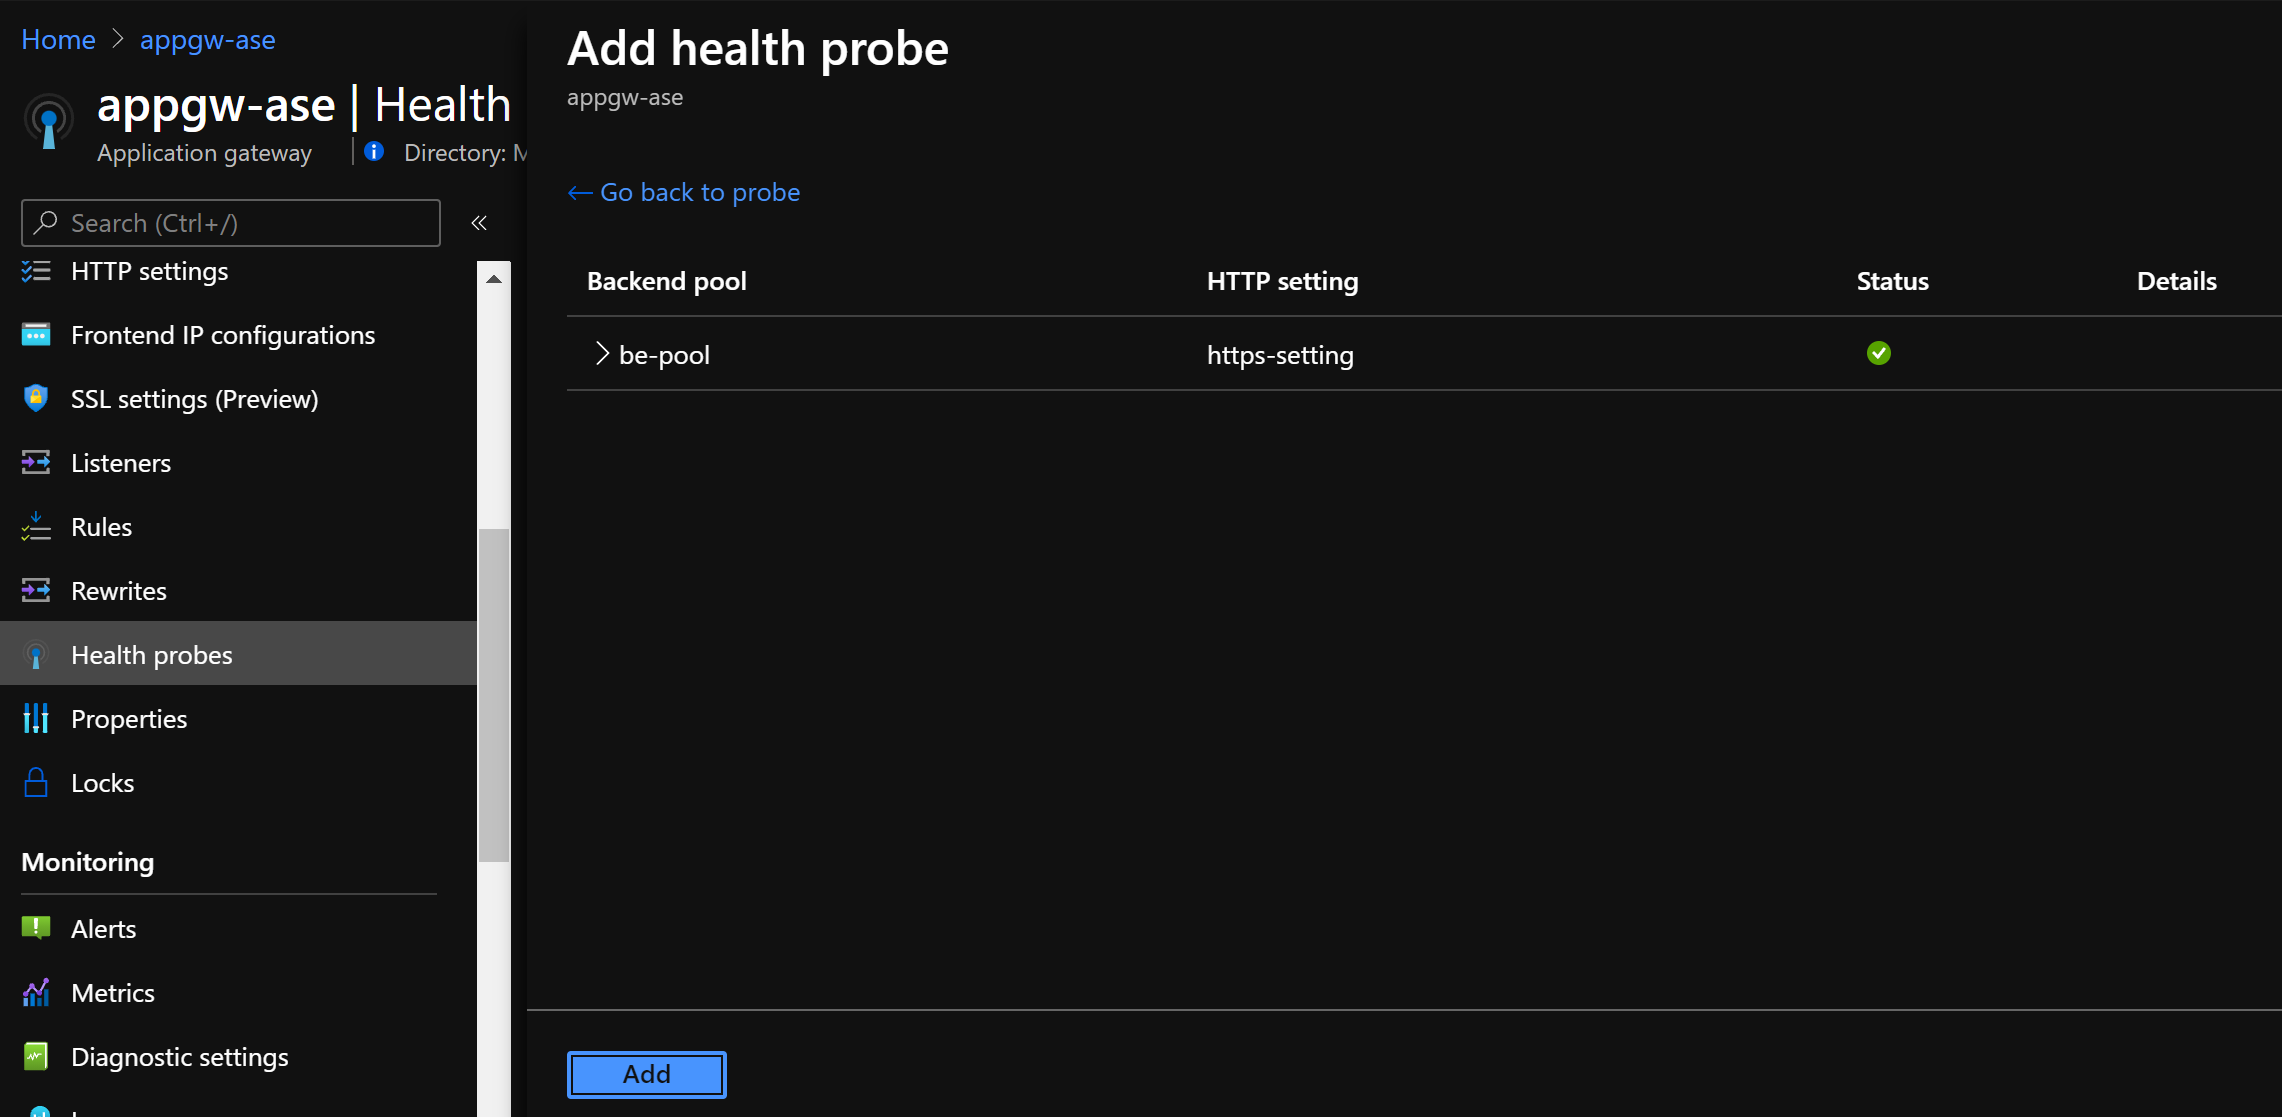 Home > appgw-ase
appgw-ase | Health
Application gateway
Directory: M
Search (Ctrl+/)
HTTP settings
Frontend IP configurations
SSL settings (Preview)
Listeners
Rules
Rewrites
Health probes
Properties
Locks
Monitoring
Alerts
Metrics
Diagnostic settings
Add health probe
appgw-ase
← Go back to probe
Backend pool HTTP setting Status Details
be-pool https-setting
Add